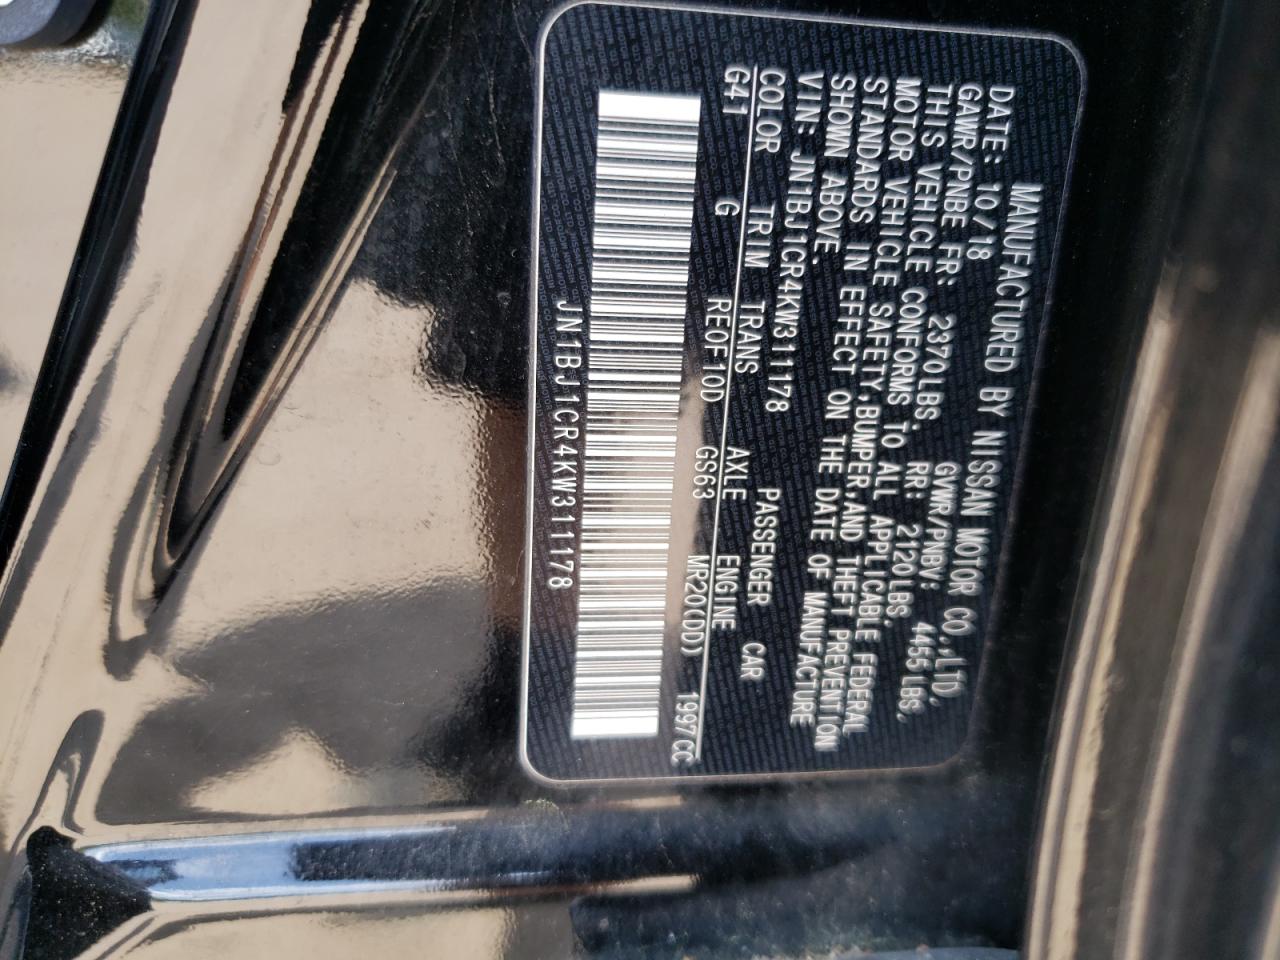 MANUFACTURED BY NISSAN MOTOR CO.,LTD.
DATE: 10/18 GVWR/PNBV: 4455LBS.
GAWR/PNBE FR: 2370LBS. RR: 2120LBS.
THIS VEHICLE CONFORMS TO ALL APPLICABLE FEDERAL
MOTOR VEHICLE SAFETY,BUMPER,AND THEFT PREVENTION
STANDARDS IN EFFECT ON THE DATE OF MANUFACTURE
SHOWN ABOVE.
VIN: JN1BJ1CR4KW311178 PASSENGER CAR
COLOR TRIM TRANS AXLE ENGINE
G41 G REOF10D GS63 MR20(DD) 1997CC
JN1BJ1CR4KW311178